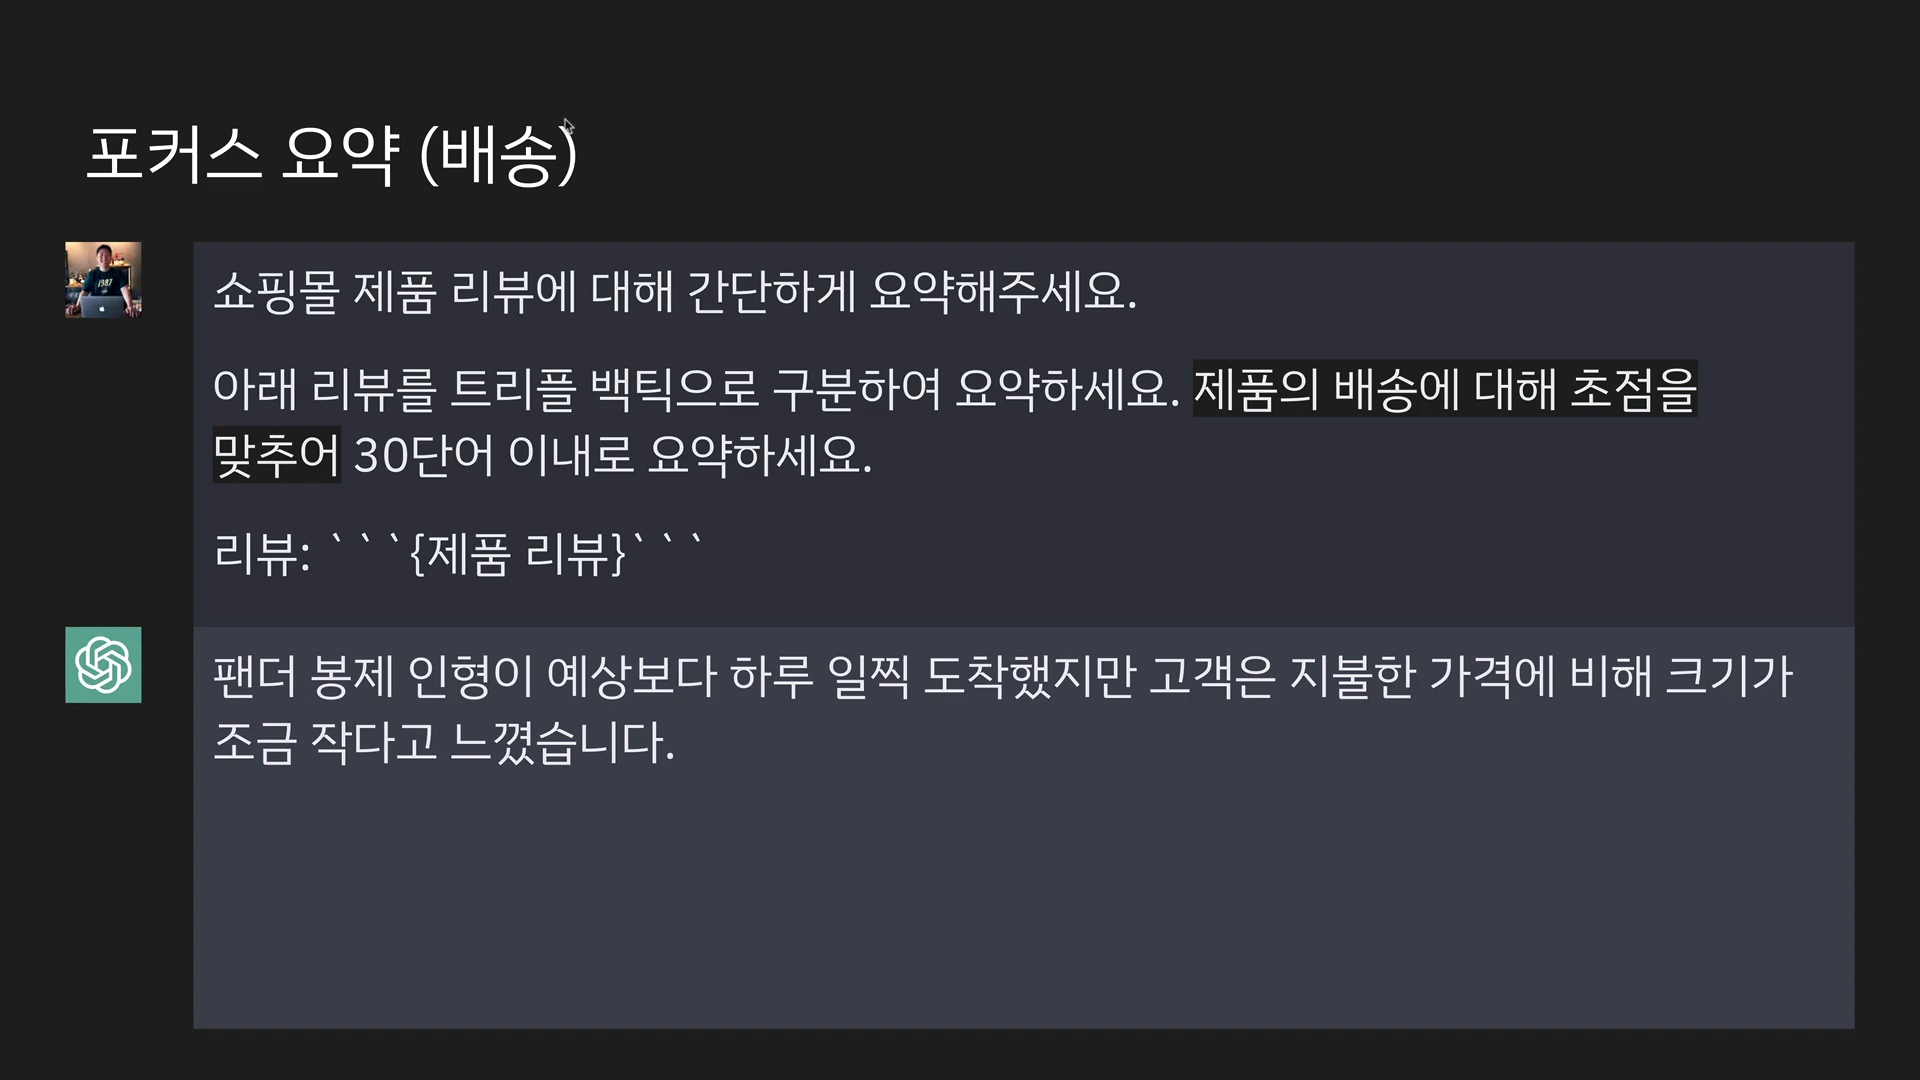 포커스 요약 (배송)
쇼핑몰 제품 리뷰에 대해 간단하게 요약해주세요.
아래 리뷰를 트리플 백틱으로 구분하여 요약하세요. 제품의 배송에 대해 초점을
맞추어 30단어 이내로 요약하세요.
리뷰: ```{제품 리뷰}```
팬더 봉제 인형이 예상보다 하루 일찍 도착했지만 고객은 지불한 가격에 비해 크기가
조금 작다고 느꼈습니다.